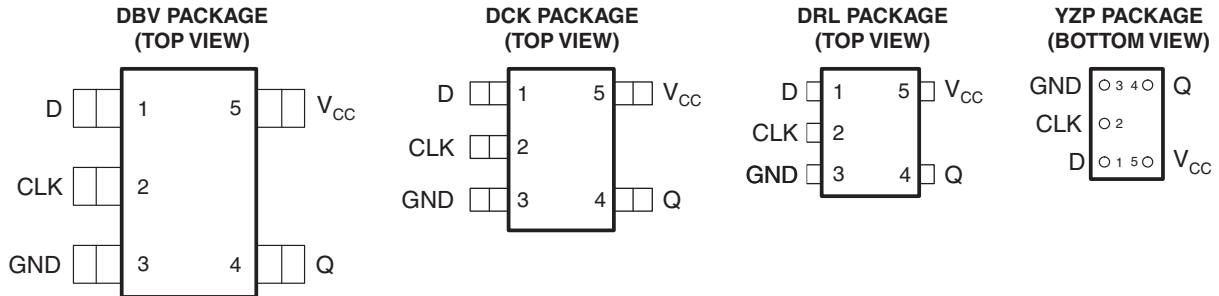 DBV PACKAGE
(TOP VIEW)
D 1 5 VCC
CLK 2
GND 3 4 Q
DCK PACKAGE
(TOP VIEW)
D 1 5 VCC
CLK 2
GND 3 4 Q
DRL PACKAGE
(TOP VIEW)
D 1 5 VCC
CLK 2
GND 3 4 Q
YZP PACKAGE
(BOTTOM VIEW)
GND 3 4 Q
CLK 2
D 1 5 VCC